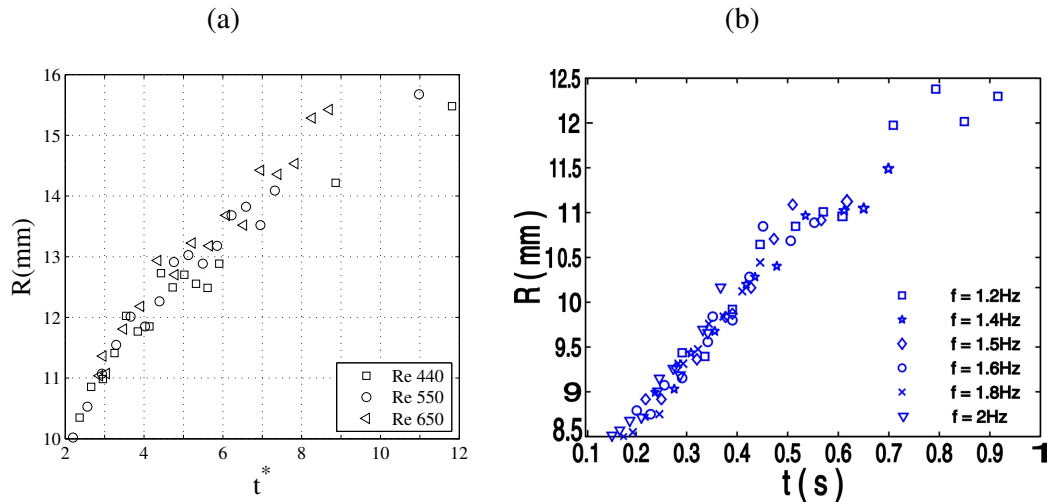 (a)
(b)
16
15
14
13
12
11
10
2
4
6
8
10
12
R(mm)
t*
Re 440
Re 550
Re 650
12.5
12
11.5
11
10.5
10
9.5
9
8.5
0.1
0.2
0.3
0.4
0.5
0.6
0.7
0.8
0.9
1
R(mm)
t(s)
f = 1.2Hz
f = 1.4Hz
f = 1.5Hz
f = 1.6Hz
f = 1.8Hz
f = 2Hz